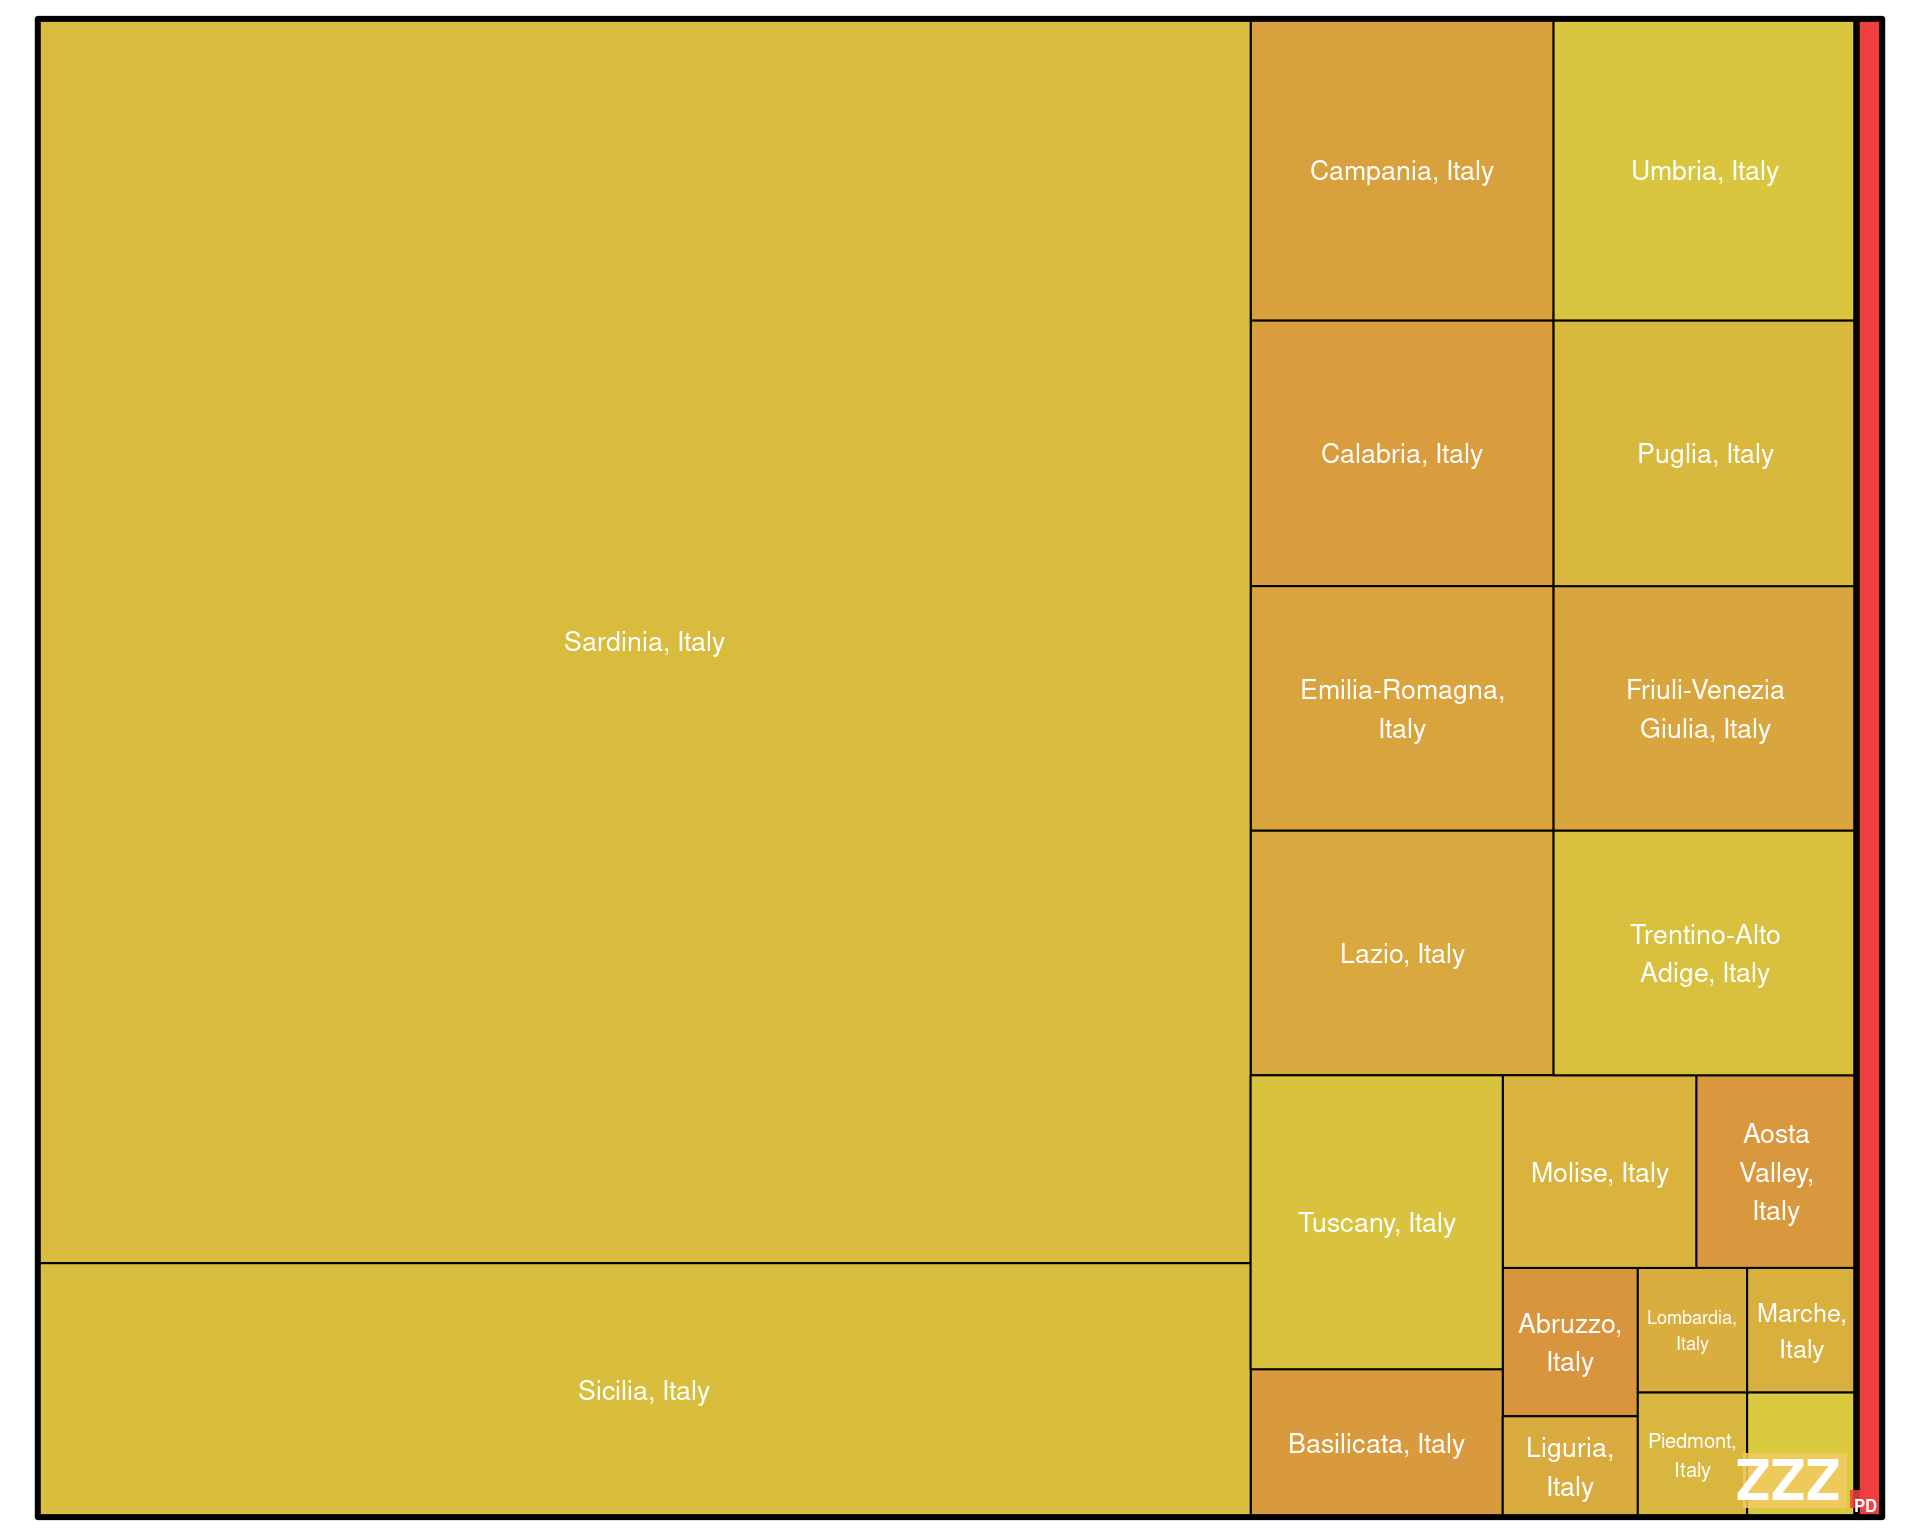 Sardinia, Italy
Sicilia, Italy
Campania, Italy
Umbria, Italy
Calabria, Italy
Puglia, Italy
Emilia-Romagna,
Italy
Friuli-Venezia
Giulia, Italy
Lazio, Italy
Trentino-Alto
Adige, Italy
Tuscany, Italy
Molise, Italy
Aosta
Valley,
Italy
Basilicata, Italy
Abruzzo,
Italy
Liguria,
Italy
Lombardia,
Italy
Marche,
Italy
Piedmont,
Italy
ZZZ
PD